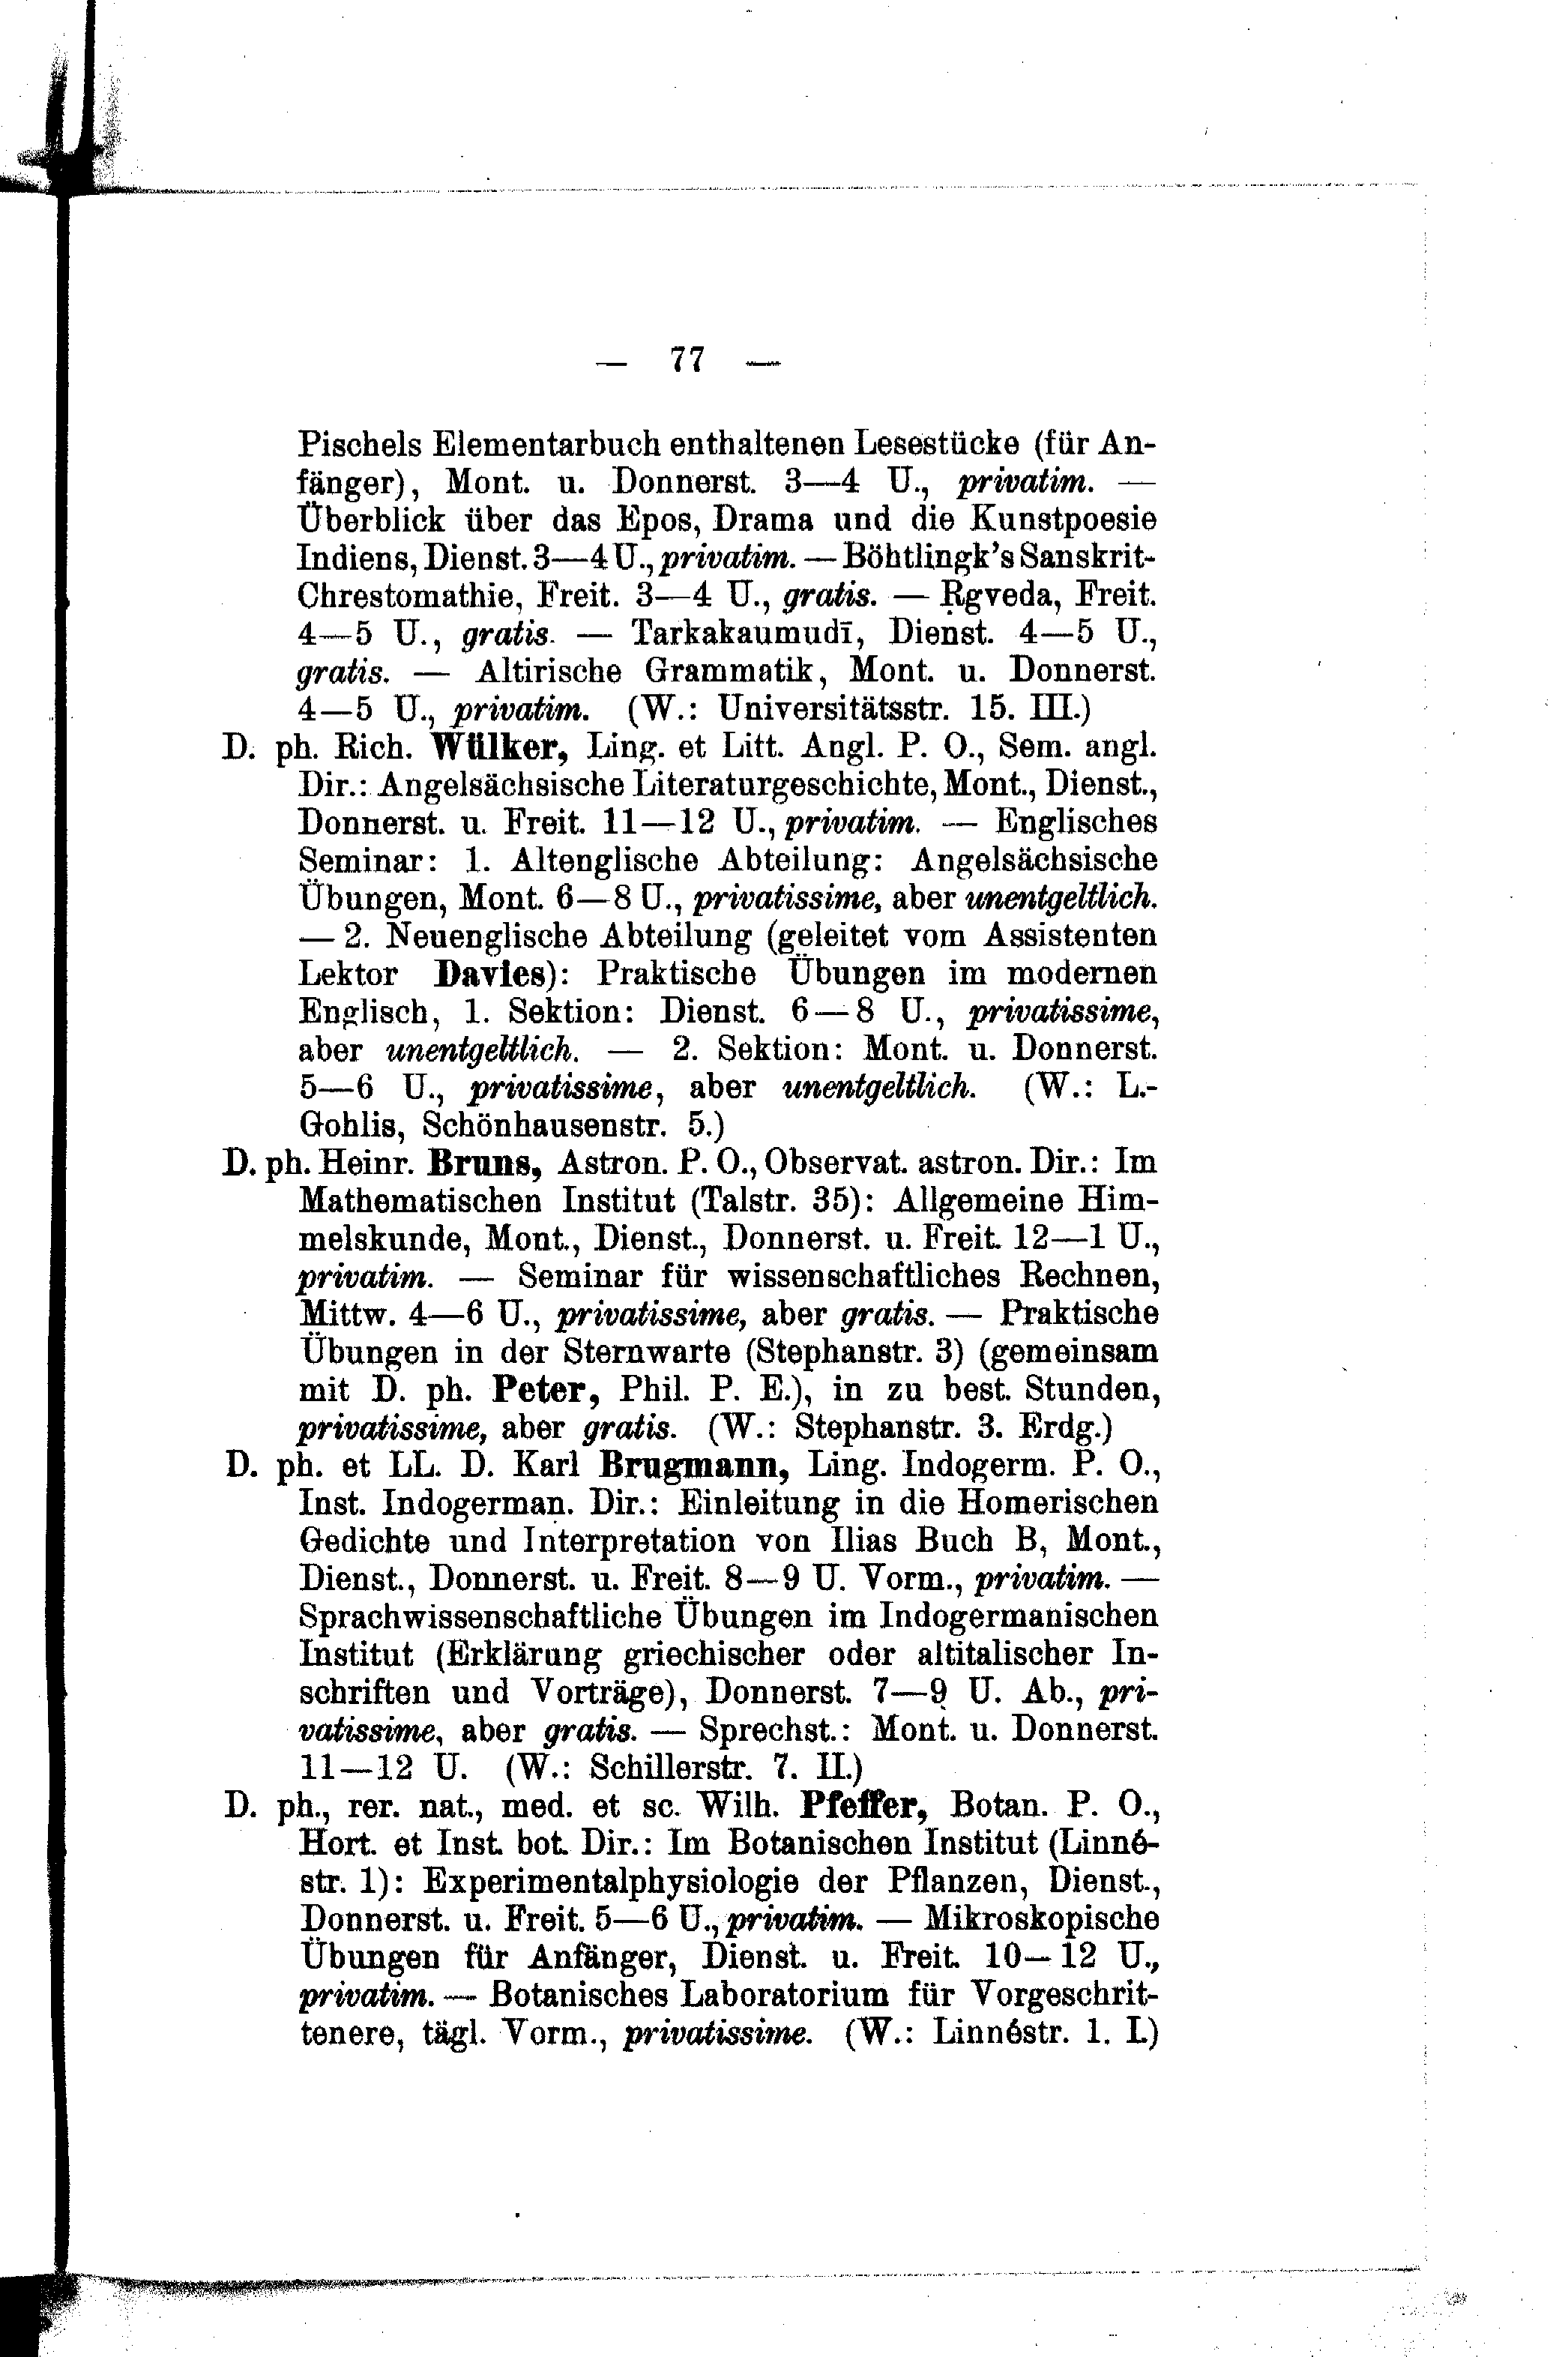 — 77 —
Pischels Elementarbuch enthaltenen Lesestücke (für An-
fänger), Mont. u. Donnerst. 3—4 U., privatim. —
Überblick über das Epos, Drama und die Kunstpoesie
Indiens, Dienst. 3—4 U., privatim. — Böhtlingk's Sanskrit-
Chrestomathie, Freit. 3—4 U., gratis. — Ṛgveda, Freit.
4—5 U., gratis. — Tarkakaumudī, Dienst. 4—5 U.,
gratis. — Altirische Grammatik, Mont. u. Donnerst.
4—5 U., privatim. (W.: Universitätsstr. 15. III.)
D. ph. Rich. Wülker, Ling. et Litt. Angl. P. O., Sem. angl.
Dir.: Angelsächsische Literaturgeschichte, Mont., Dienst.,
Donnerst. u. Freit. 11—12 U., privatim. — Englisches
Seminar: 1. Altenglische Abteilung: Angelsächsische
Übungen, Mont. 6—8 U., privatissime, aber unentgeltlich.
— 2. Neuenglische Abteilung (geleitet vom Assistenten
Lektor Davies): Praktische Übungen im modernen
Englisch, 1. Sektion: Dienst. 6—8 U., privatissime,
aber unentgeltlich. — 2. Sektion: Mont. u. Donnerst.
5—6 U., privatissime, aber unentgeltlich. (W.: L.-
Gohlis, Schönhausenstr. 5.)
D. ph. Heinr. Bruns, Astron. P. O., Observat. astron. Dir.: Im
Mathematischen Institut (Talstr. 35): Allgemeine Him-
melskunde, Mont., Dienst., Donnerst. u. Freit. 12—1 U.,
privatim. — Seminar für wissenschaftliches Rechnen,
Mittw. 4—6 U., privatissime, aber gratis. — Praktische
Übungen in der Sternwarte (Stephanstr. 3) (gemeinsam
mit D. ph. Peter, Phil. P. E.), in zu best. Stunden,
privatissime, aber gratis. (W.: Stephanstr. 3. Erdg.)
D. ph. et LL. D. Karl Brugmann, Ling. Indogerm. P. O.,
Inst. Indogerman. Dir.: Einleitung in die Homerischen
Gedichte und Interpretation von Ilias Buch B, Mont.,
Dienst., Donnerst. u. Freit. 8—9 U. Vorm., privatim. —
Sprachwissenschaftliche Übungen im Indogermanischen
Institut (Erklärung griechischer oder altitalischer In-
schriften und Vorträge), Donnerst. 7—9 U. Ab., pri-
vatissime, aber gratis. — Sprechst.: Mont. u. Donnerst.
11—12 U. (W.: Schillerstr. 7. II.)
D. ph., rer. nat., med. et sc. Wilh. Pfeffer, Botan. P. O.,
Hort. et Inst. bot. Dir.: Im Botanischen Institut (Linné-
str. 1): Experimentalphysiologie der Pflanzen, Dienst.,
Donnerst. u. Freit. 5—6 U., privatim. — Mikroskopische
Übungen für Anfänger, Dienst. u. Freit. 10—12 U.,
privatim. — Botanisches Laboratorium für Vorgeschrit-
tenere, tägl. Vorm., privatissime. (W.: Linnéstr. 1. I.)